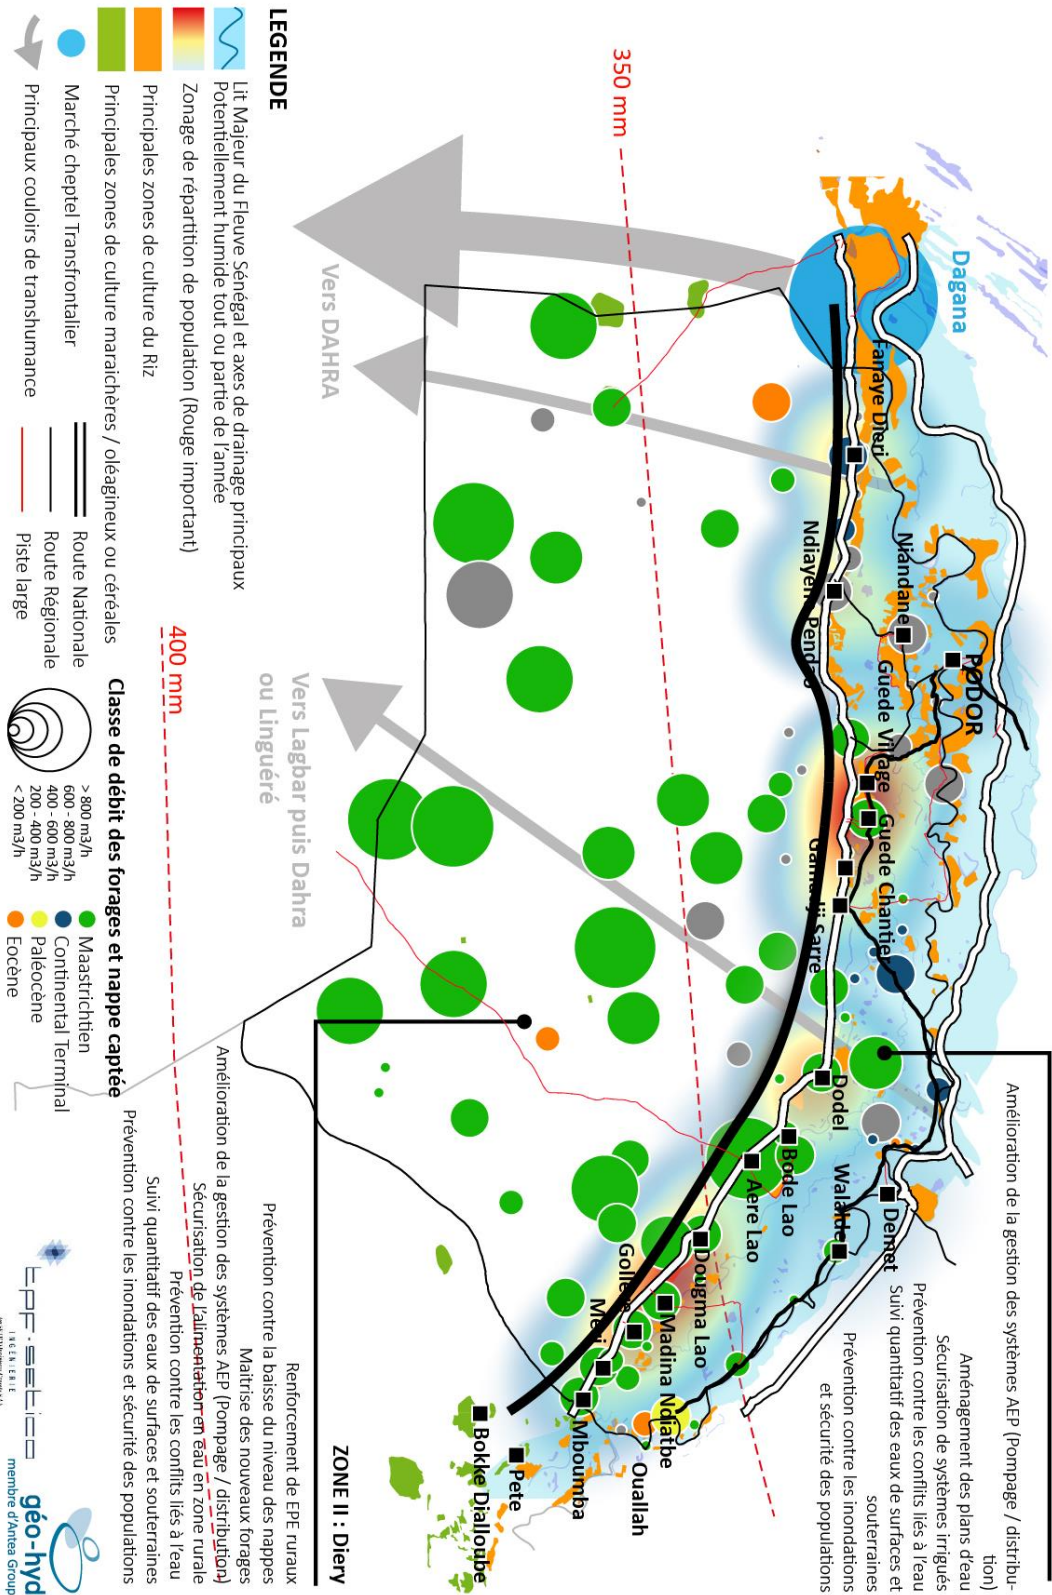 Dagana
Fanaye Dieri
Niandane
PODOR
Ndiayene Pendao
Guede Village
Guede Chantier
Gamadji Sarre
Dodel
Demet
Walalde
Bode Lao
Aere Lao
Dougma Lao
Golléré
Madina Ndiatbe
Meri
Mboumba
Ouallah
Pete
Bokke Dialloube
350 mm
400 mm
Vers DAHRA
Vers Lagbar puis Dahra
ou Linguéré
Amélioration de la gestion des systèmes AEP (Pompage / distribu
tion)
Aménagement des plans d'eau
Sécurisation de systèmes irrigués
Prévention contre les conflits liés à l'eau
Suivi quantitatif des eaux de surfaces et
souterraines
Prévention contre les inondations
et sécurité des populations
ZONE II : Diery
Renforcement de EPE ruraux
Prévention contre la baisse du niveau des nappes
Maitrise des nouveaux forages
Amélioration de la gestion des systèmes AEP (Pompage / distribution)
Sécurisation de l'alimentation en eau en zone rurale
Prévention contre les conflits liés à l'eau
Suivi quantitatif des eaux de surfaces et souterraines
Prévention contre les inondations et sécurité des populations
LEGENDE
Lit Majeur du Fleuve Sénégal et axes de drainage principaux
Potentiellement humide tout ou partie de l'année
Zonage de répartition de population (Rouge important)
Principales zones de culture du Riz
Principales zones de culture maraichères / oléagineux ou céréales
Marché cheptel Transfrontalier
Principaux couloirs de transhumance
Route Nationale
Route Régionale
Piste large
Classe de débit des forages et nappe captée
>800 m3/h
600 - 800 m3/h
400 - 600 m3/h
200 - 400 m3/h
< 200 m3/h
Maastrichtien
Continental Terminal
Paléocène
Eocène
INGÉNIERIE
géo-hyd
membre d'Antea Group